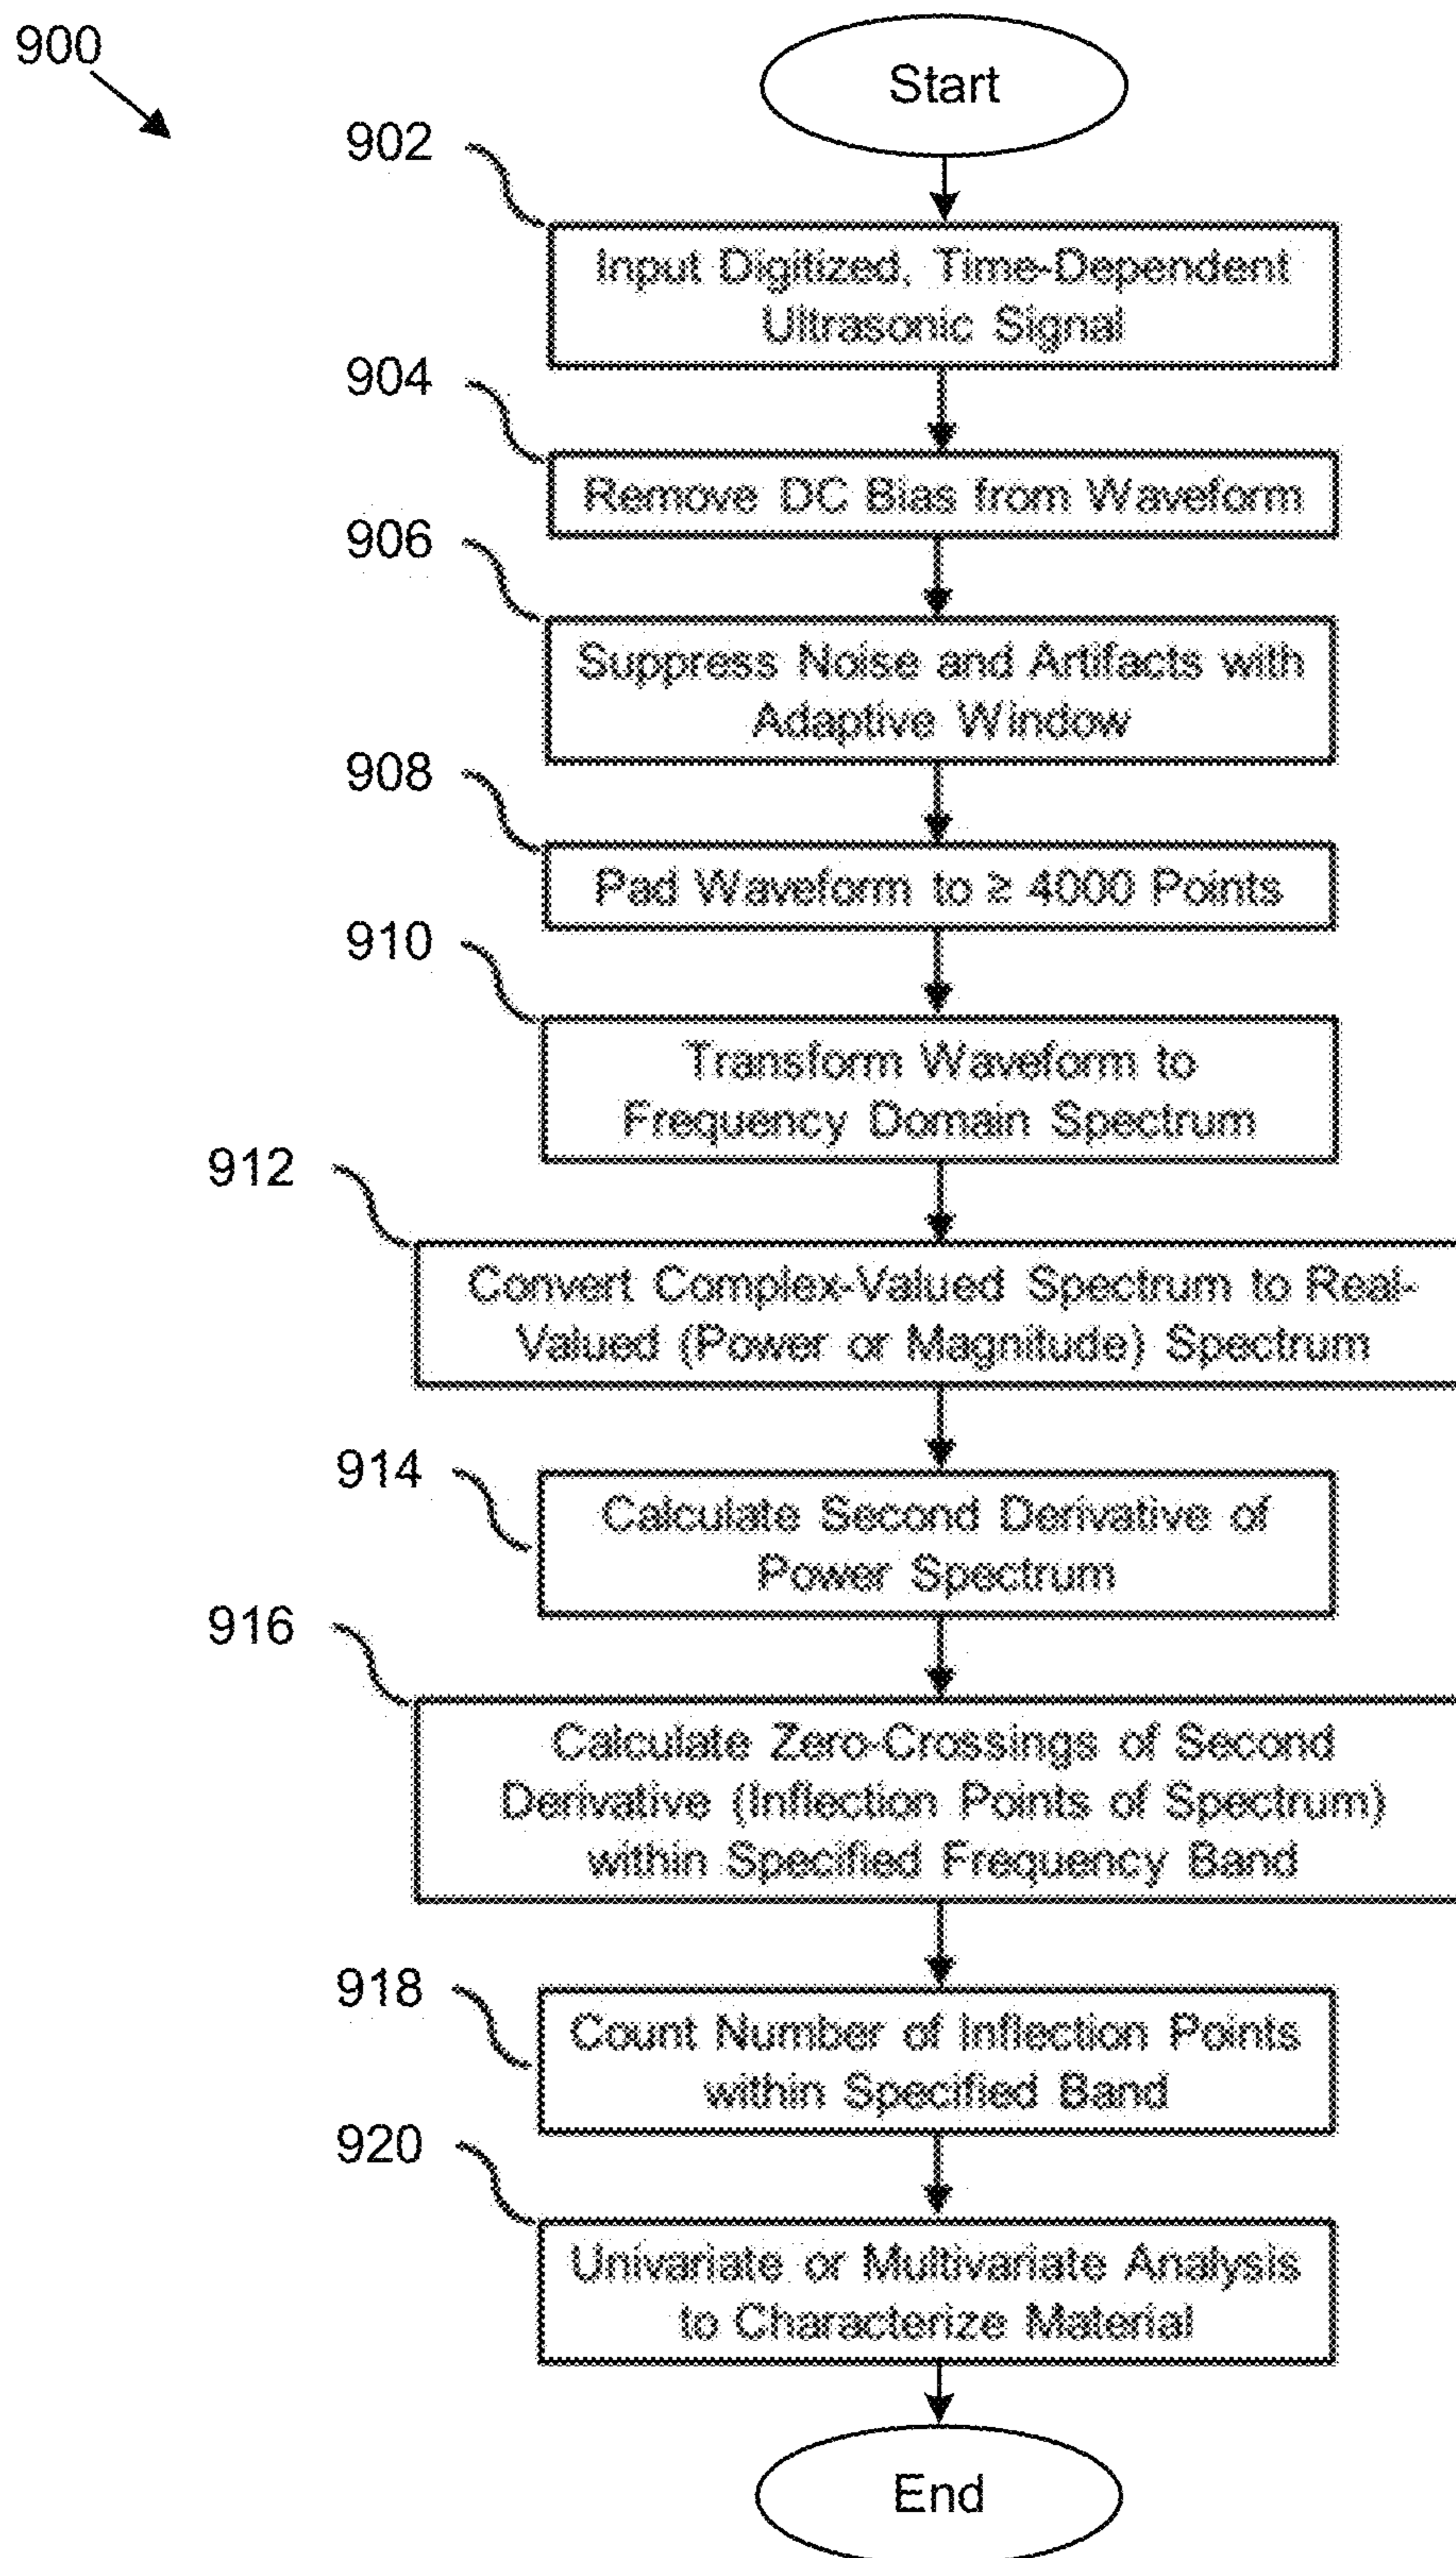 900
Start
902
Input Digitized, Time-Dependent
Ultrasonic Signal
904
Remove DC Bias from Waveform
906
Suppress Noise and Artifacts with
Adaptive Window
908
Pad Waveform to ≥ 4000 Points
910
Transform Waveform to
Frequency Domain Spectrum
912
Convert Complex-Valued Spectrum to Real-
Valued (Power or Magnitude) Spectrum
914
Calculate Second Derivative of
Power Spectrum
916
Calculate Zero-Crossings of Second
Derivative (Inflection Points of Spectrum)
within Specified Frequency Band
918
Count Number of Inflection Points
within Specified Band
920
Univariate or Multivariate Analysis
to Characterize Material
End